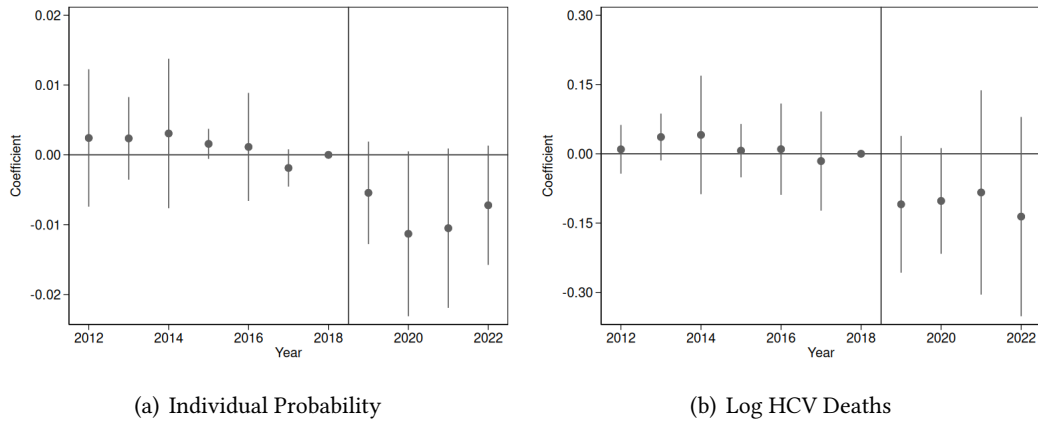 0.02
0.01
0.00
-0.01
-0.02
Coefficient
2012 2014 2016 2018 2020 2022
Year
(a) Individual Probability
0.30
0.15
0.00
-0.15
-0.30
Coefficient
2012 2014 2016 2018 2020 2022
Year
(b) Log HCV Deaths